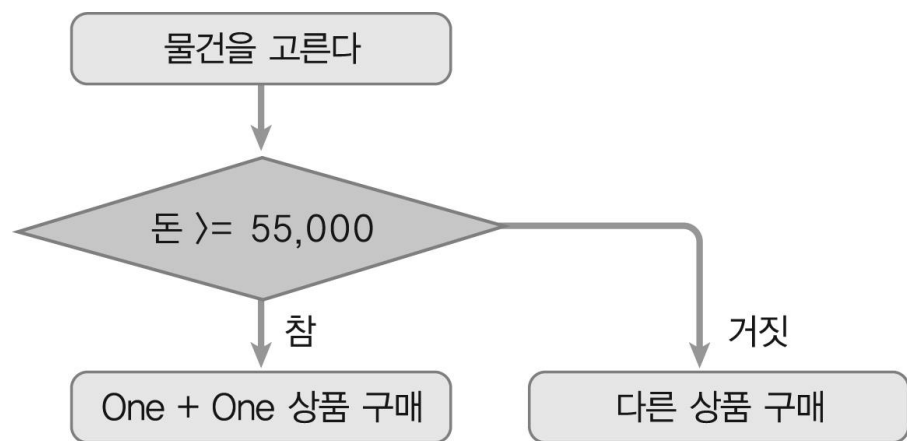 물건을 고른다
돈 >= 55,000
참
거짓
One + One 상품 구매
다른 상품 구매